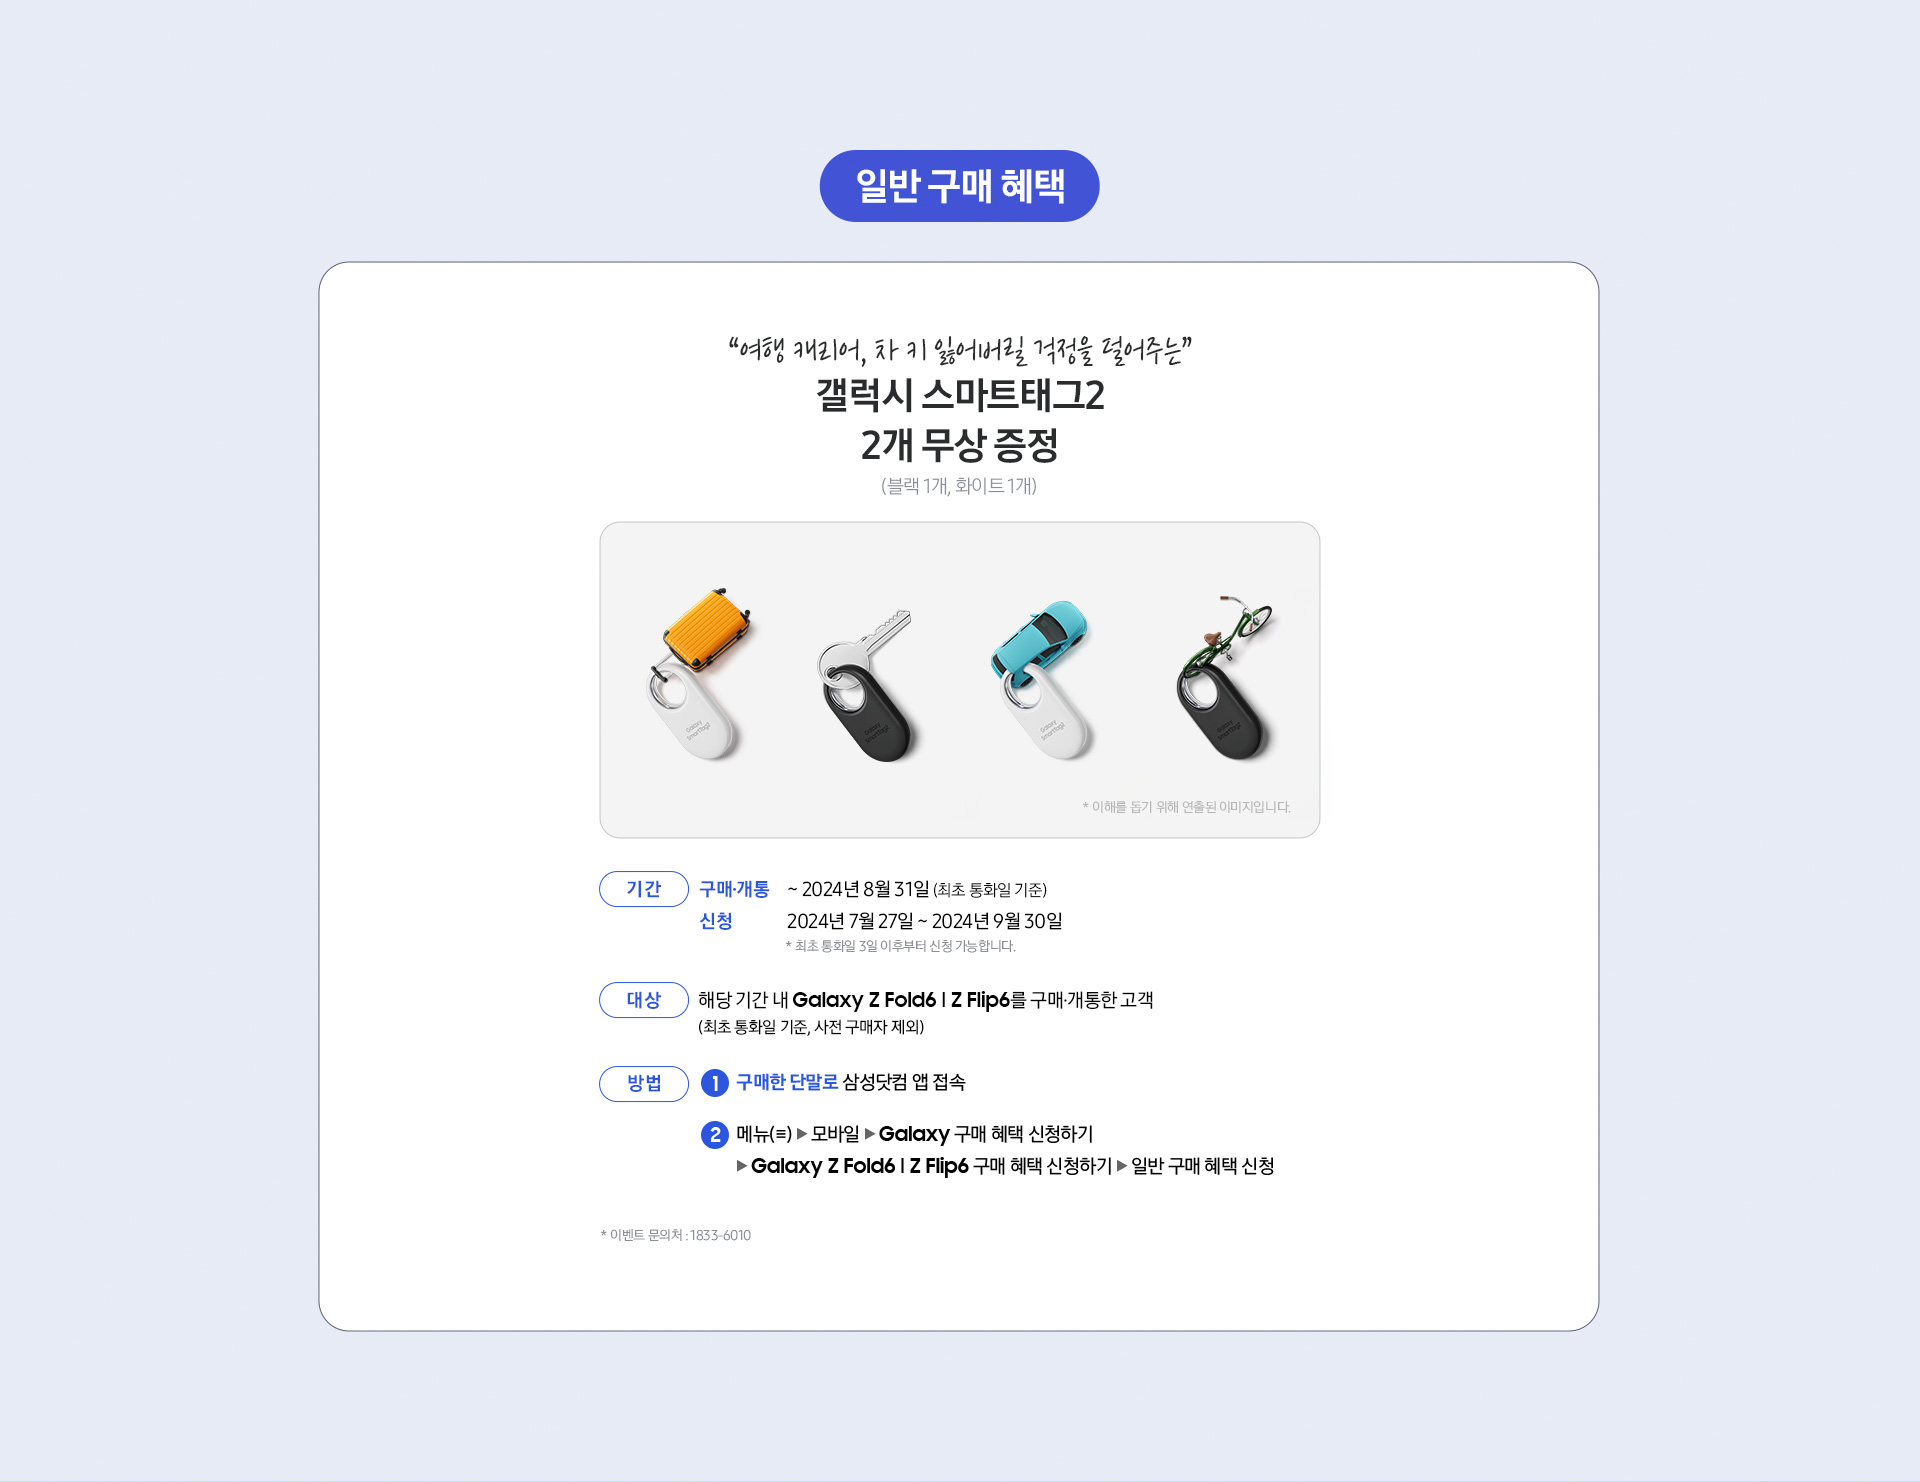 일반 구매 혜택
“여행 캐리어, 차 키 잃어버릴 걱정을 덜어주는”
갤럭시 스마트태그2
2개 무상 증정
(블랙 1개, 화이트 1개)
Galaxy
SmartTag2
Galaxy
SmartTag2
Galaxy
SmartTag2
Galaxy
SmartTag2
* 이해를 돕기 위해 연출된 이미지입니다.
기간 구매·개통 ~ 2024년 8월 31일 (최초 통화일 기준)
신청 2024년 7월 27일 ~ 2024년 9월 30일
* 최초 통화일 3일 이후부터 신청 가능합니다.
대상 해당 기간 내 Galaxy Z Fold6 | Z Flip6를 구매·개통한 고객
(최초 통화일 기준, 사전 구매자 제외)
방법 1 구매한 단말로 삼성닷컴 앱 접속
2 메뉴(≡) ▶ 모바일 ▶ Galaxy 구매 혜택 신청하기
▶ Galaxy Z Fold6 | Z Flip6 구매 혜택 신청하기 ▶ 일반 구매 혜택 신청
* 이벤트 문의처 : 1833-6010